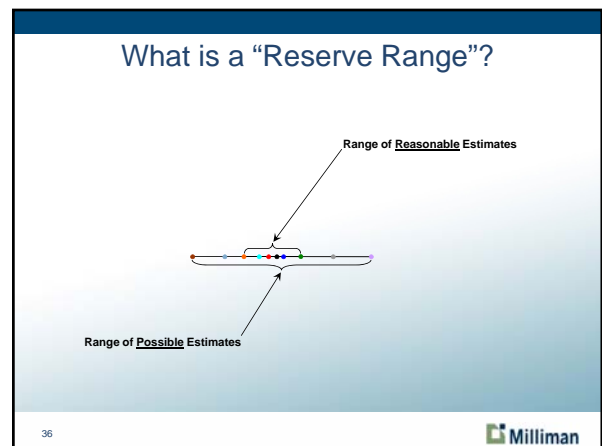 What is a “Reserve Range”?
Range of Reasonable Estimates
Range of Possible Estimates
36
Milliman